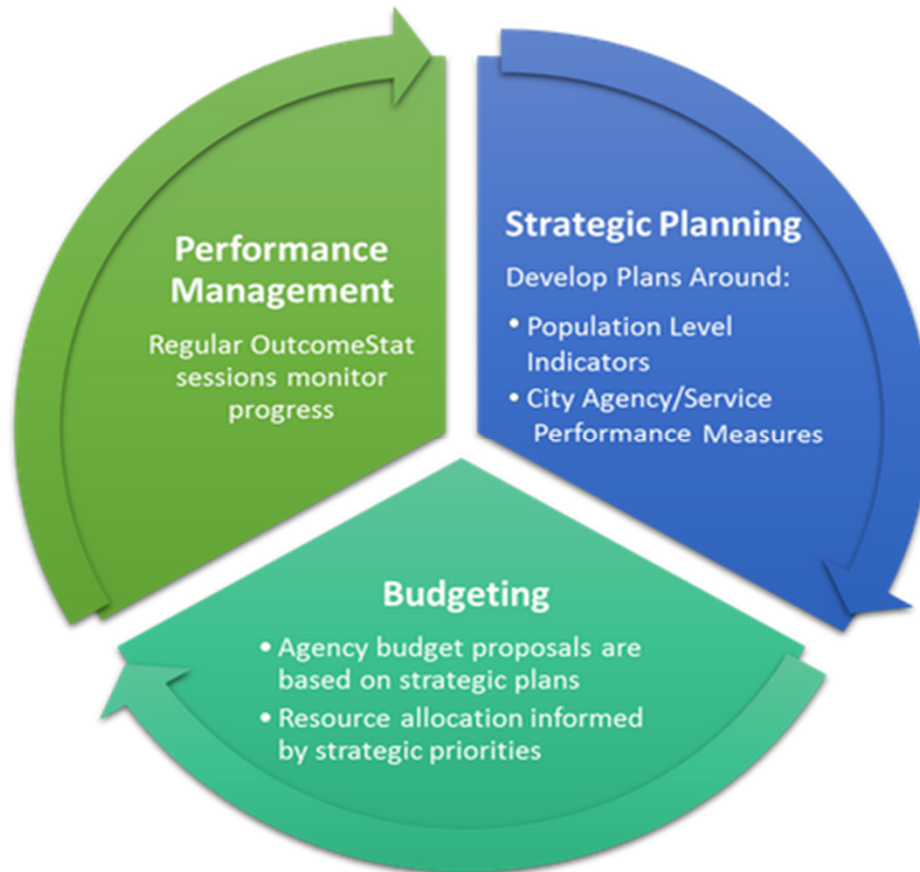 Strategic Planning
Develop Plans Around:
• Population Level
Indicators
• City Agency/Service
Performance Measures
Budgeting
• Agency budget proposals are
based on strategic plans
• Resource allocation informed
by strategic priorities
Performance
Management
Regular OutcomeStat
sessions monitor
progress